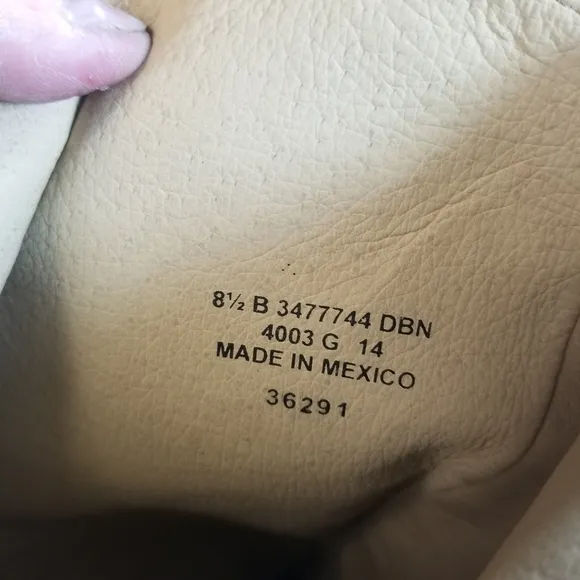 8½ B 3477744 DBN
4003 G 14
MADE IN MEXICO
36291